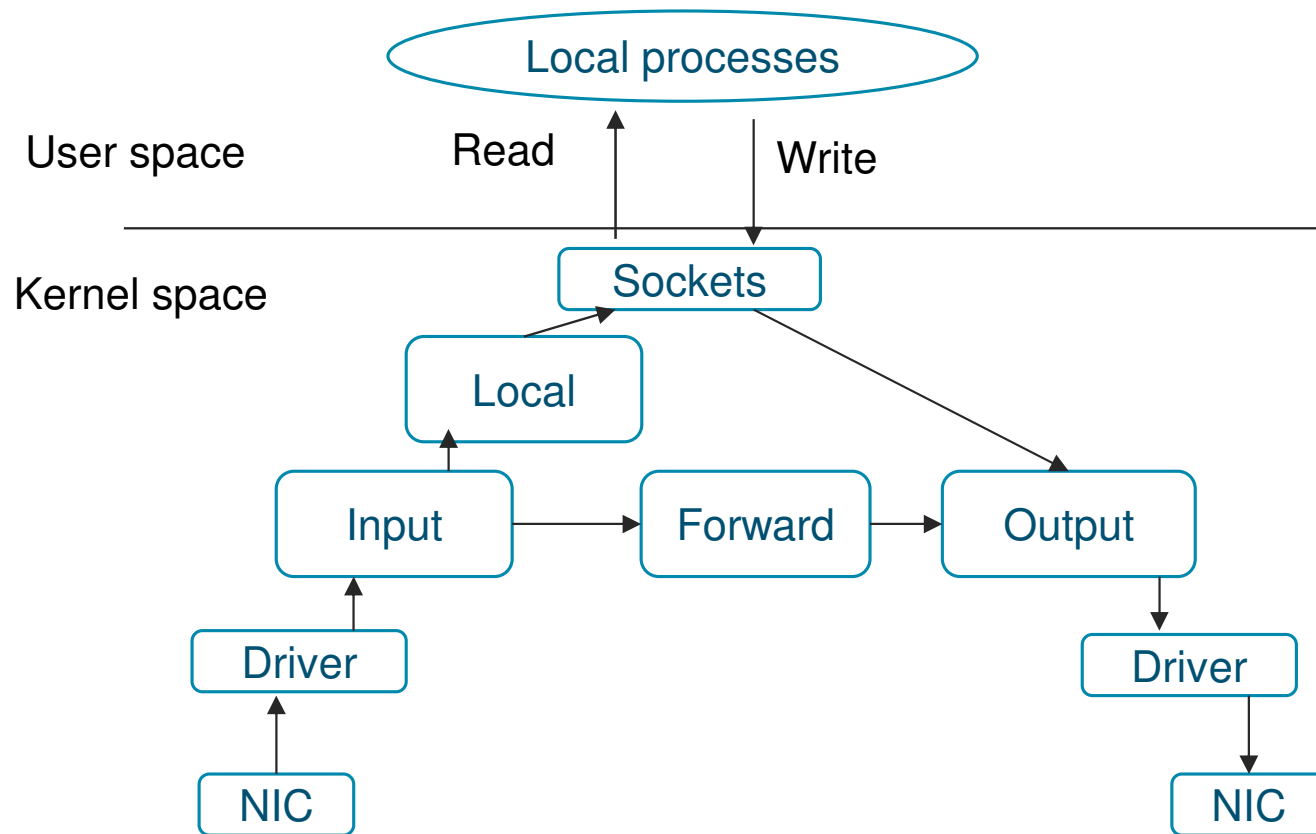 Local processes
User space
Read
Write
Kernel space
Sockets
Local
Input
Forward
Output
Driver
Driver
NIC
NIC